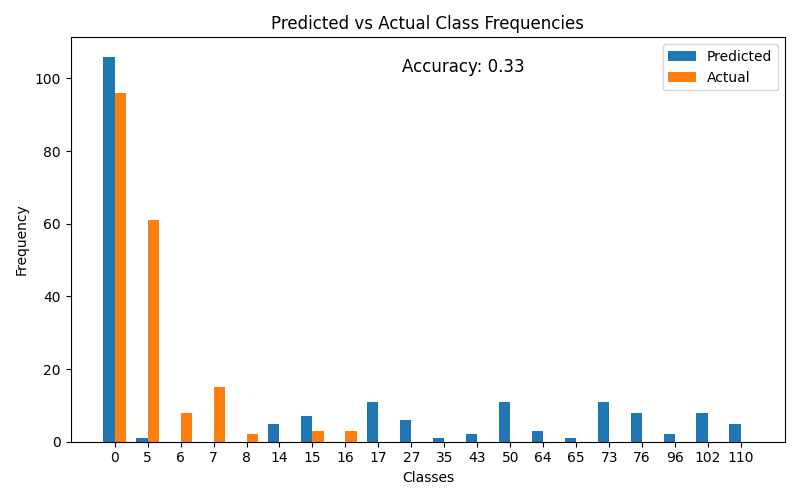 Predicted vs Actual Class Frequencies
Accuracy: 0.33
Predicted
Actual
Frequency
100
80
60
40
20
0
0 5 6 7 8 14 15 16 17 27 35 43 50 64 65 73 76 96 102 110
Classes